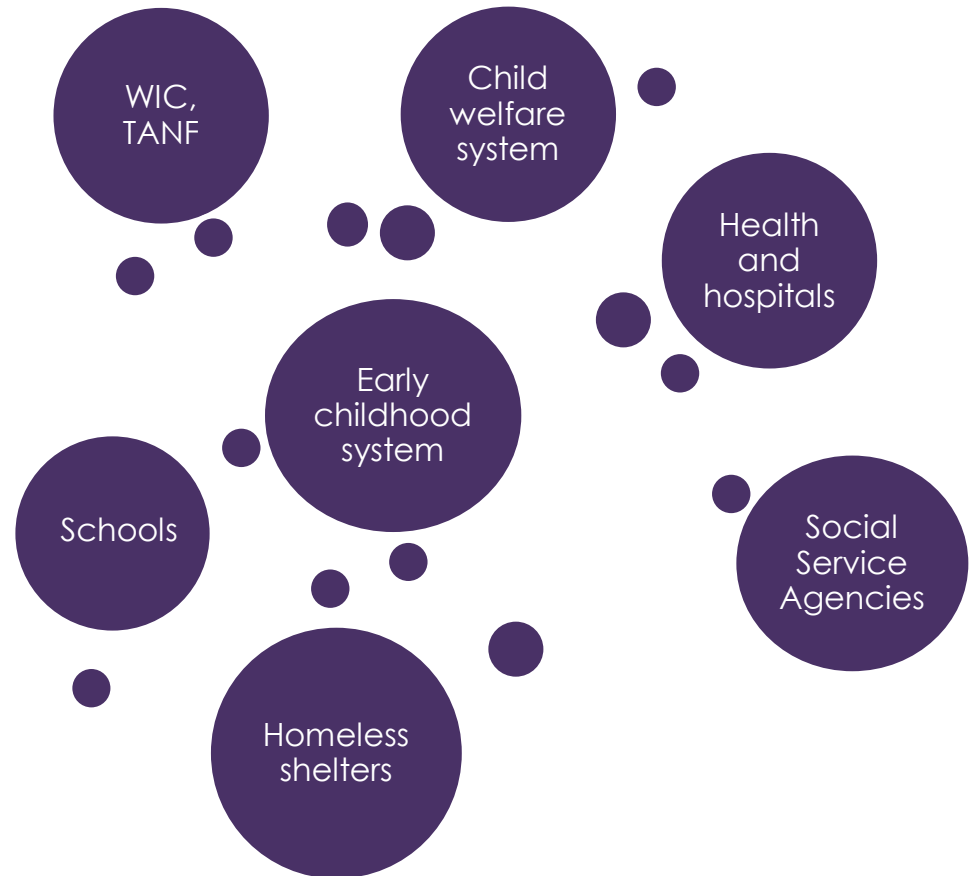 WIC,
TANF
Child
welfare
system
Health
and
hospitals
Early
childhood
system
Schools
Social
Service
Agencies
Homeless
shelters